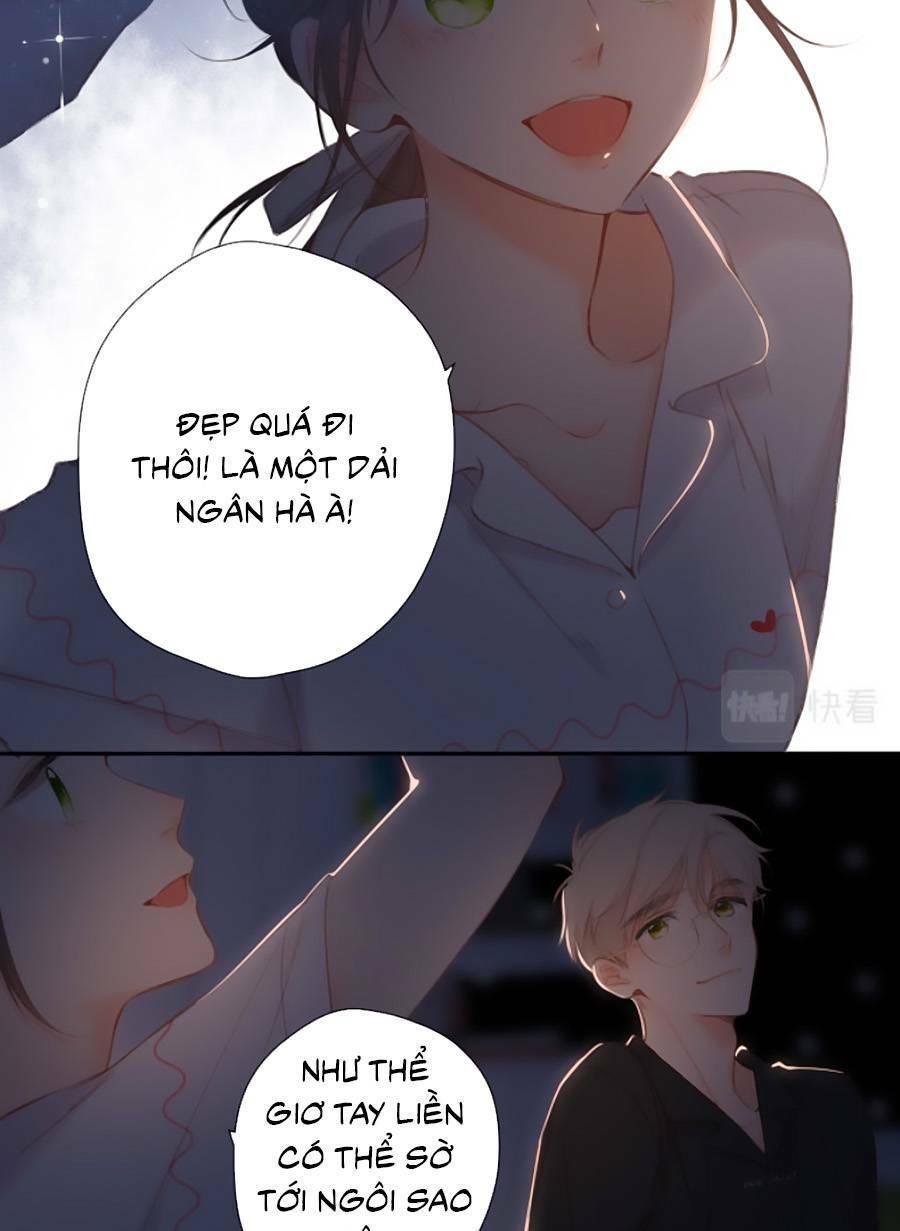 ĐẸP QUÁ ĐI
THÔI! LÀ MỘT DẢI
NGÂN HÀ À!
快看! 快看
NHƯ THỂ
GIƠ TAY LIỀN
CÓ THỂ SỜ
TỚI NGÔI SAO